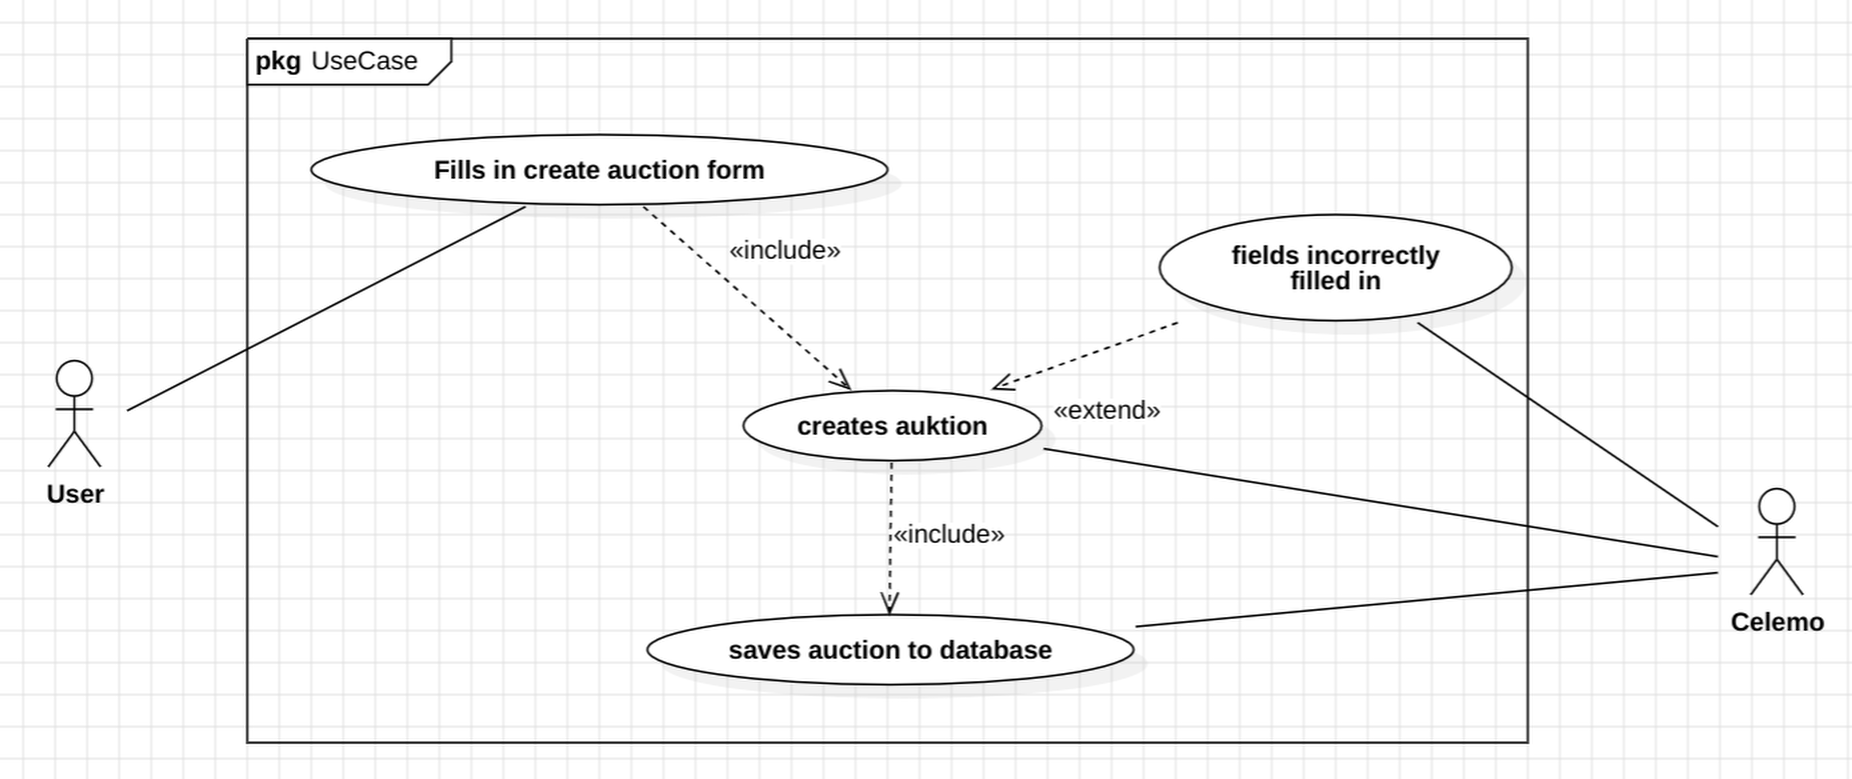 pkg UseCase
Fills in create auction form
«include»
fields incorrectly
filled in
«extend»
creates auktion
User
«include»
Celemo
saves auction to database